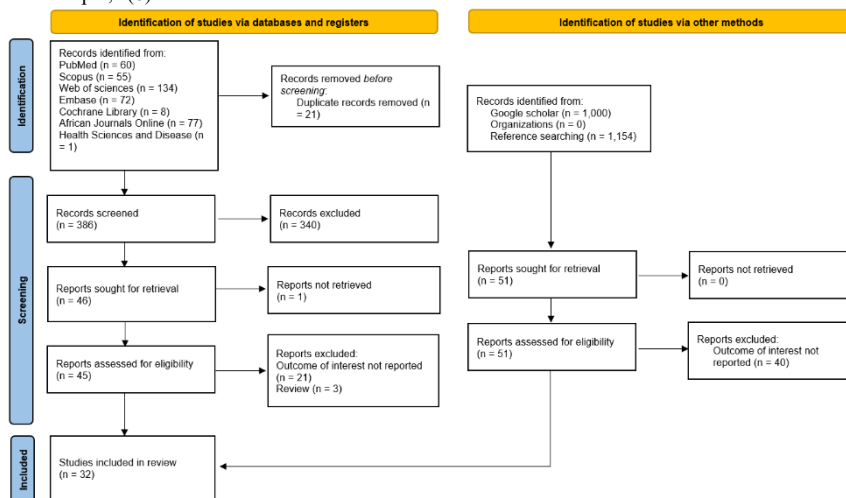 Identification of studies via databases and registers
Identification of studies via other methods
Identification
Records identified from:
PubMed (n = 60)
Scopus (n = 55)
Web of sciences (n = 134)
Embase (n = 72)
Cochrane Library (n = 8)
African Journals Online (n = 77)
Health Sciences and Disease (n
= 1)
Records removed before
screening:
Duplicate records removed (n
= 21)
Records identified from:
Google scholar (n = 1,000)
Organizations (n = 0)
Reference searching (n = 1,154)
Screening
Records screened
(n = 386)
Records excluded
(n = 340)
Reports sought for retrieval
(n = 46)
Reports not retrieved
(n = 1)
Reports sought for retrieval
(n = 51)
Reports not retrieved
(n = 0)
Reports assessed for eligibility
(n = 45)
Reports excluded:
Outcome of interest not reported
(n = 21)
Review (n = 3)
Reports assessed for eligibility
(n = 51)
Reports excluded:
Outcome of interest not
reported (n = 40)
Included
Studies included in review
(n = 32)